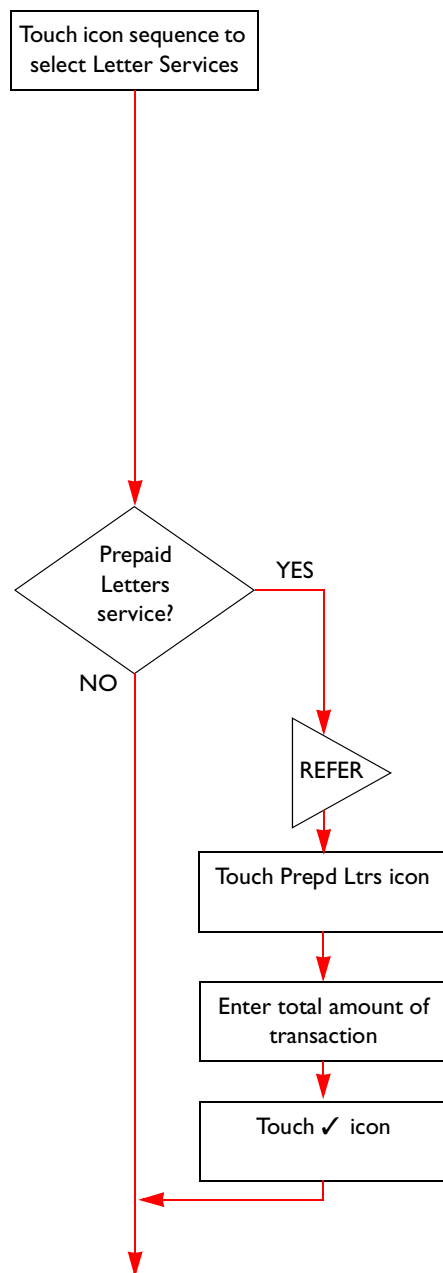 Touch icon sequence to
select Letter Services
Prepaid
Letters
service?
YES
NO
REFER
Touch Prepd Ltrs icon
Enter total amount of
transaction
Touch ✓ icon